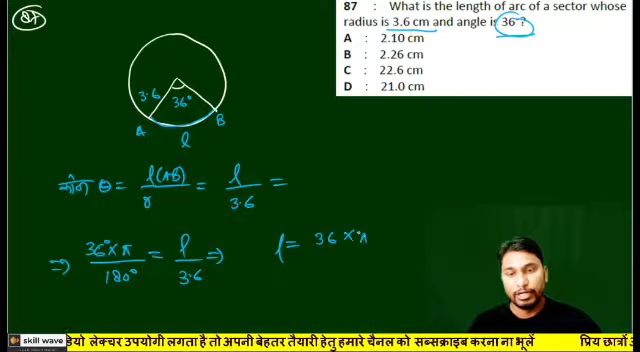 87
87 : What is the length of arc of a sector whose
radius is 3.6 cm and angle is 36°?
A : 2.10 cm
B : 2.26 cm
C : 22.6 cm
D : 21.0 cm
3.6
36°
A
B
l
कोण θ = l(AB)/r = l/3.6 =
⇒ 36°×π/180° = l/3.6 ⇒ l = 36×π
skill wave
डियो लेक्चर उपयोगी लगता है तो अपनी बेहतर तैयारी हेतु हमारे चैनल को सब्सक्राइब करना ना भूलें प्रिय छात्रों